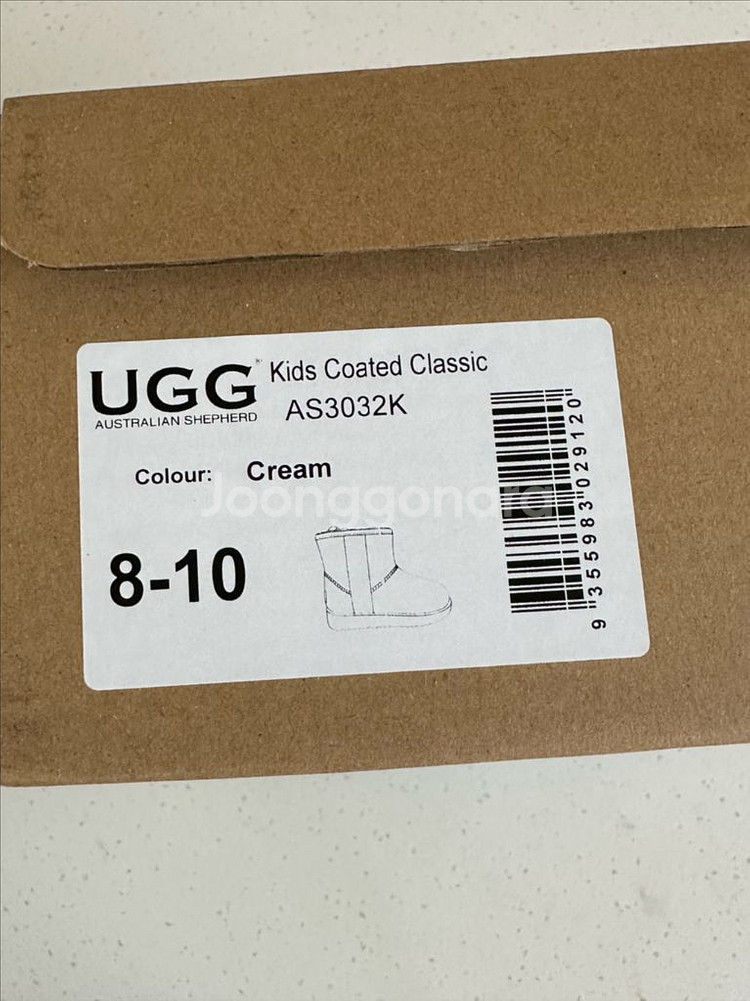 UGG® Kids Coated Classic
AUSTRALIAN SHEPHERD AS3032K
Colour: Cream
Joonggonara
8-10
9 355983 029120